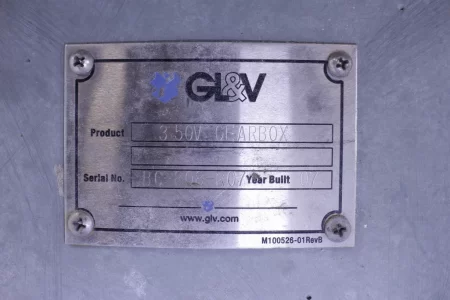 GL&V
Product 3.50V GEARBOX
Serial No. Year Built
www.glv.com
M100526-01RevB